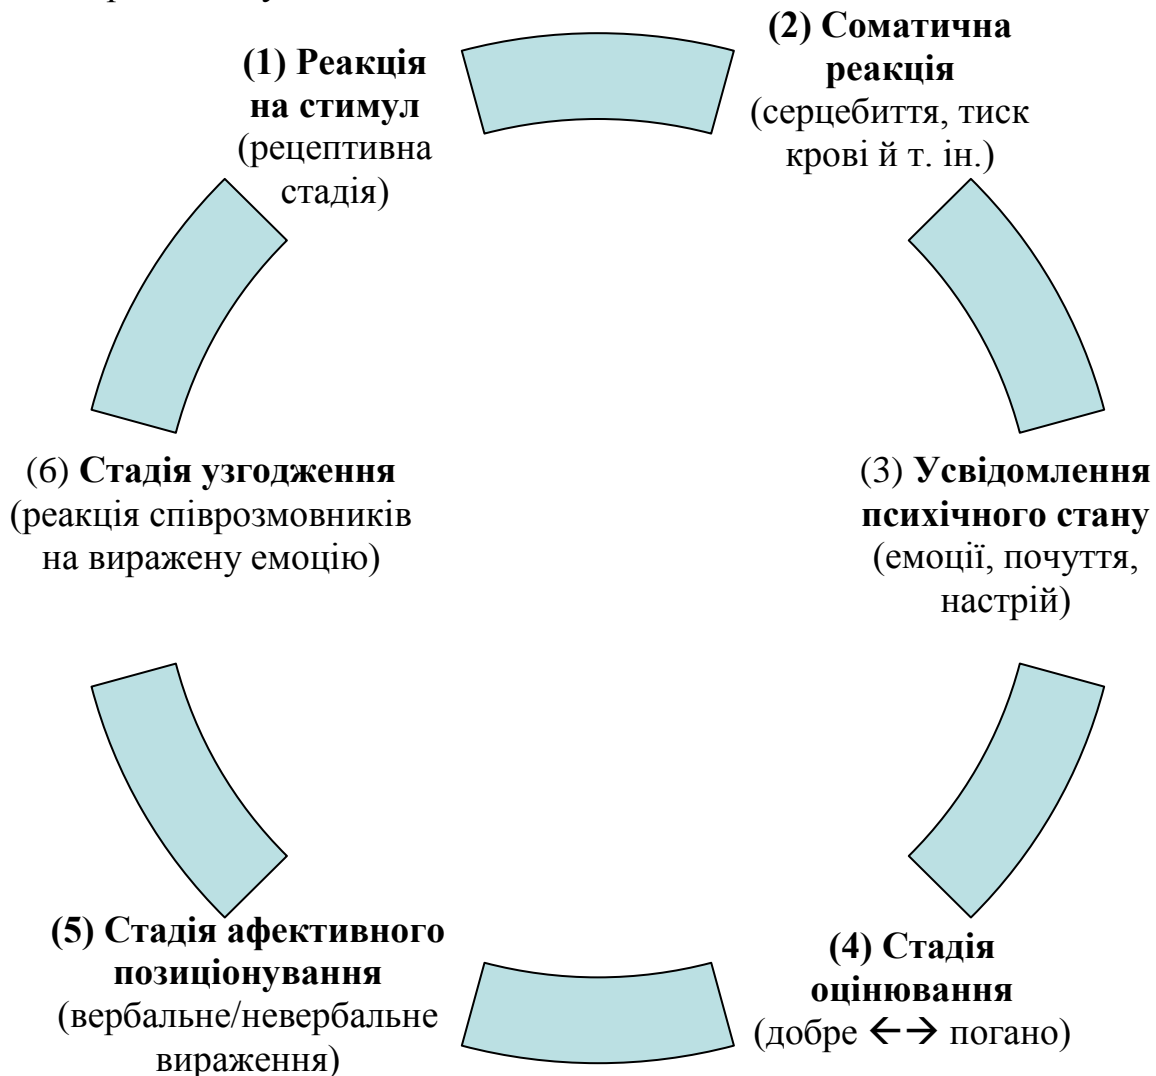 (1) Реакція
на стимул
(рецептивна
стадія)
(2) Соматична
реакція
(серцебиття, тиск
крові й т. ін.)
(3) Усвідомлення
психічного стану
(емоції, почуття,
настрій)
(4) Стадія
оцінювання
(добре ←→ погано)
(5) Стадія афективного
позиціонування
(вербальне/невербальне
вираження)
(6) Стадія узгодження
(реакція співрозмовників
на виражену емоцію)